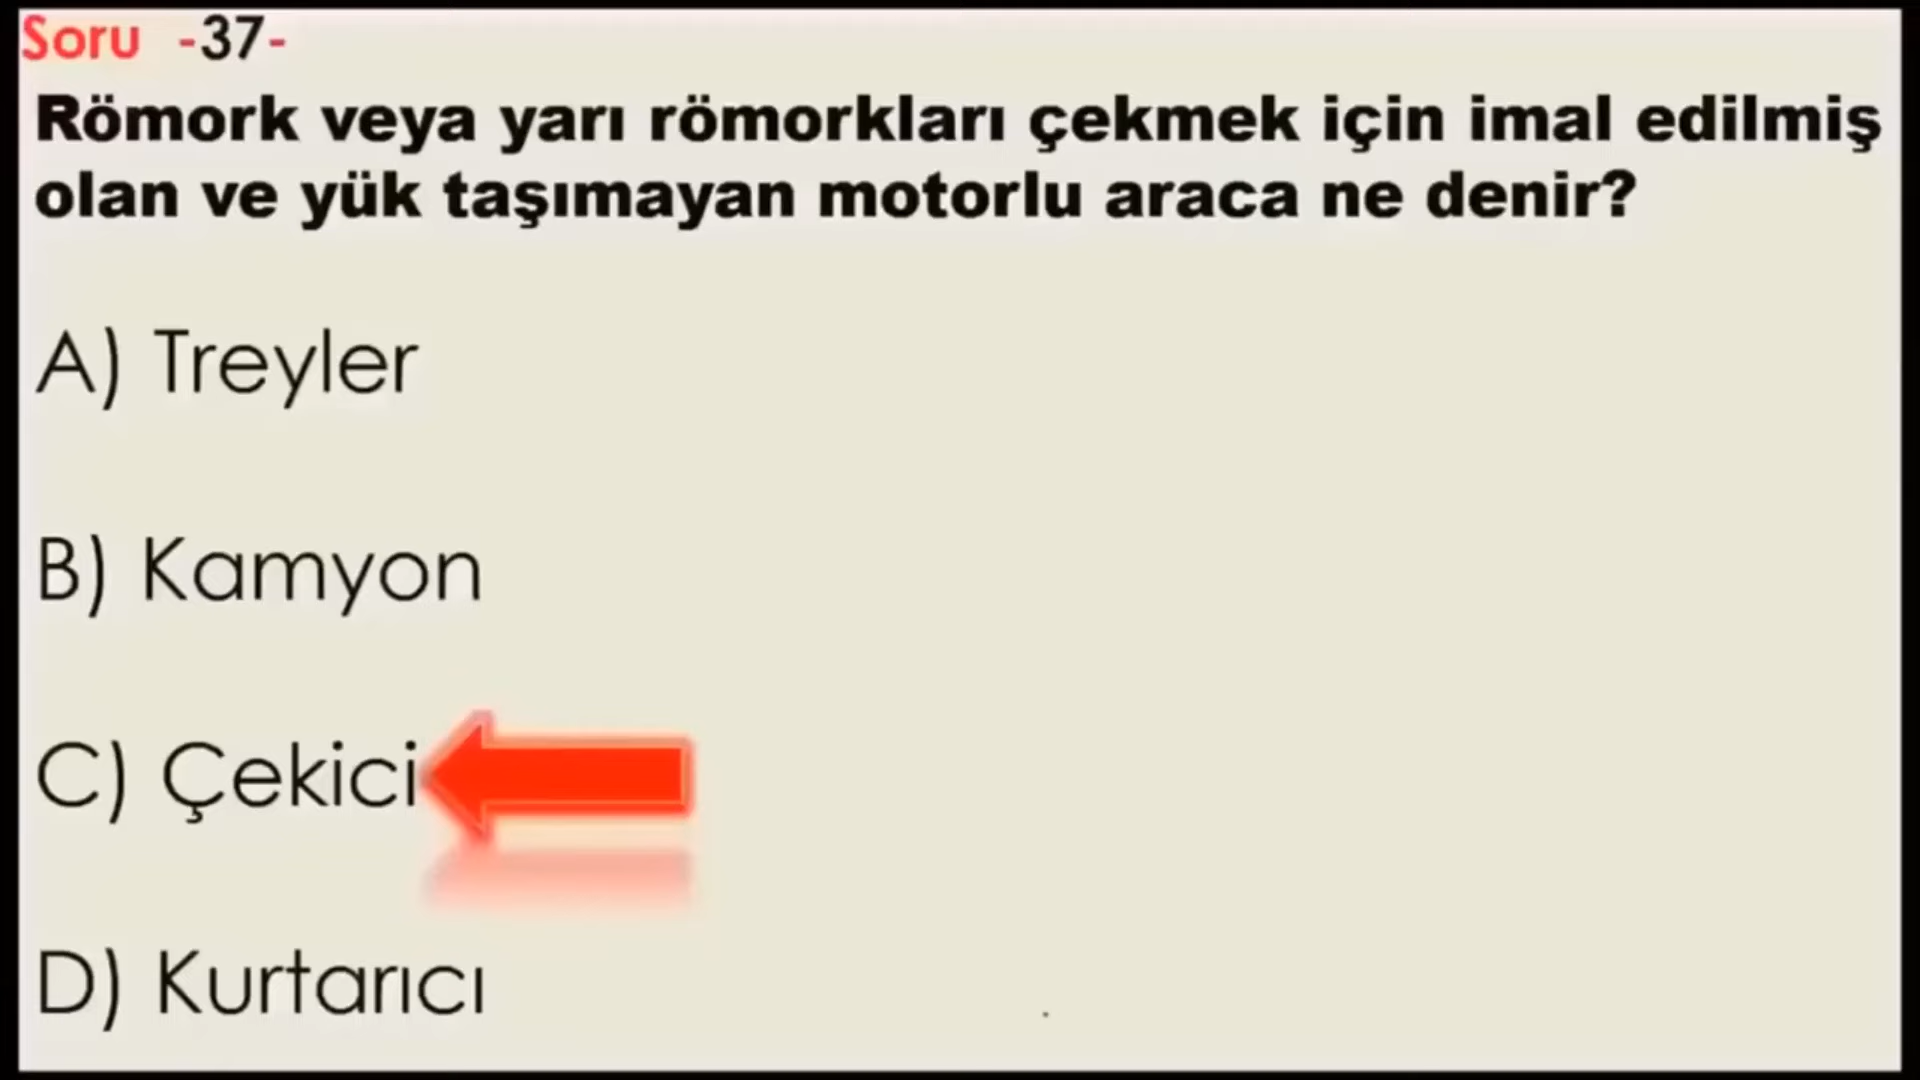 Soru -37-
Römork veya yarı römorkları çekmek için imal edilmiş
olan ve yük taşımayan motorlu araca ne denir?
A) Treyler
B) Kamyon
C) Çekici
D) Kurtarıcı